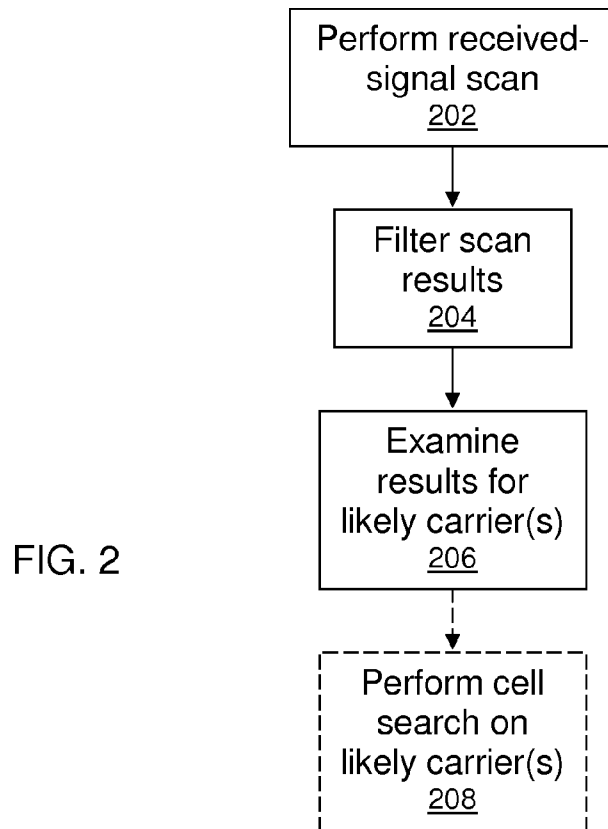 Perform received-
signal scan
202
Filter scan
results
204
Examine
results for
likely carrier(s)
206
FIG. 2
Perform cell
search on
likely carrier(s)
208